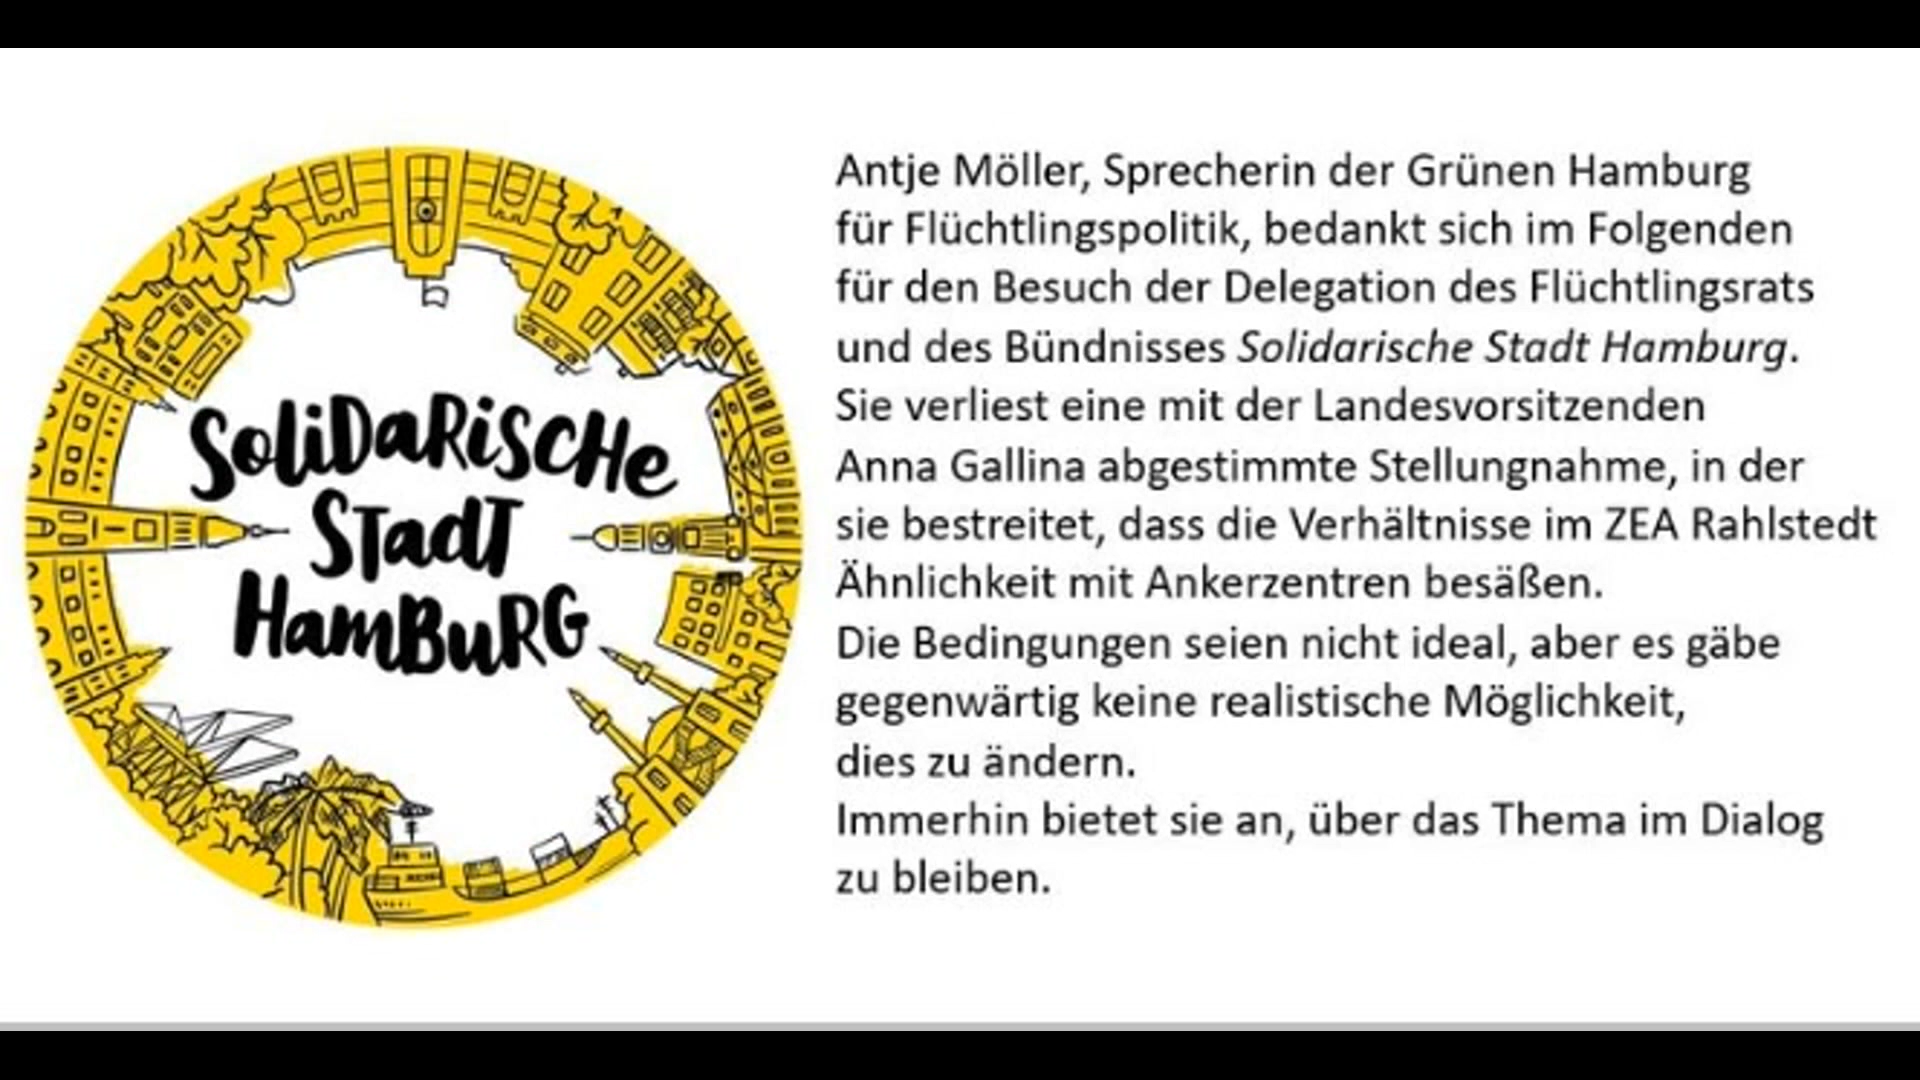 SOLIDARISCHE
STADT
HAMBURG
Antje Möller, Sprecherin der Grünen Hamburg
für Flüchtlingspolitik, bedankt sich im Folgenden
für den Besuch der Delegation des Flüchtlingsrats
und des Bündnisses Solidarische Stadt Hamburg.
Sie verliest eine mit der Landesvorsitzenden
Anna Gallina abgestimmte Stellungnahme, in der
sie bestreitet, dass die Verhältnisse im ZEA Rahlstedt
Ähnlichkeit mit Ankerzentren besäßen.
Die Bedingungen seien nicht ideal, aber es gäbe
gegenwärtig keine realistische Möglichkeit,
dies zu ändern.
Immerhin bietet sie an, über das Thema im Dialog
zu bleiben.